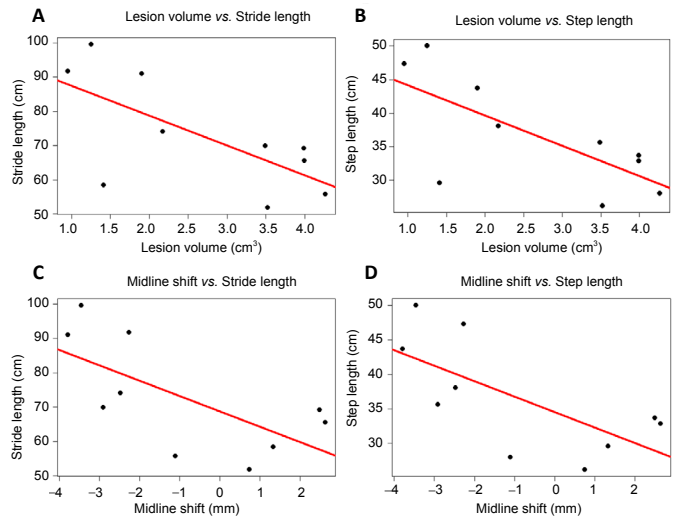 A
Lesion volume vs. Stride length
Stride length (cm)
100
90
80
70
60
50
1.0 1.5 2.0 2.5 3.0 3.5 4.0
Lesion volume (cm³)
B
Lesion volume vs. Step length
Step length (cm)
50
45
40
35
30
1.0 1.5 2.0 2.5 3.0 3.5 4.0
Lesion volume (cm³)
C
Midline shift vs. Stride length
Stride length (cm)
100
90
80
70
60
50
–4 –3 –2 –1 0 1 2
Midline shift (mm)
D
Midline shift vs. Step length
Step length (cm)
50
45
40
35
30
–4 –3 –2 –1 0 1 2
Midline shift (mm)